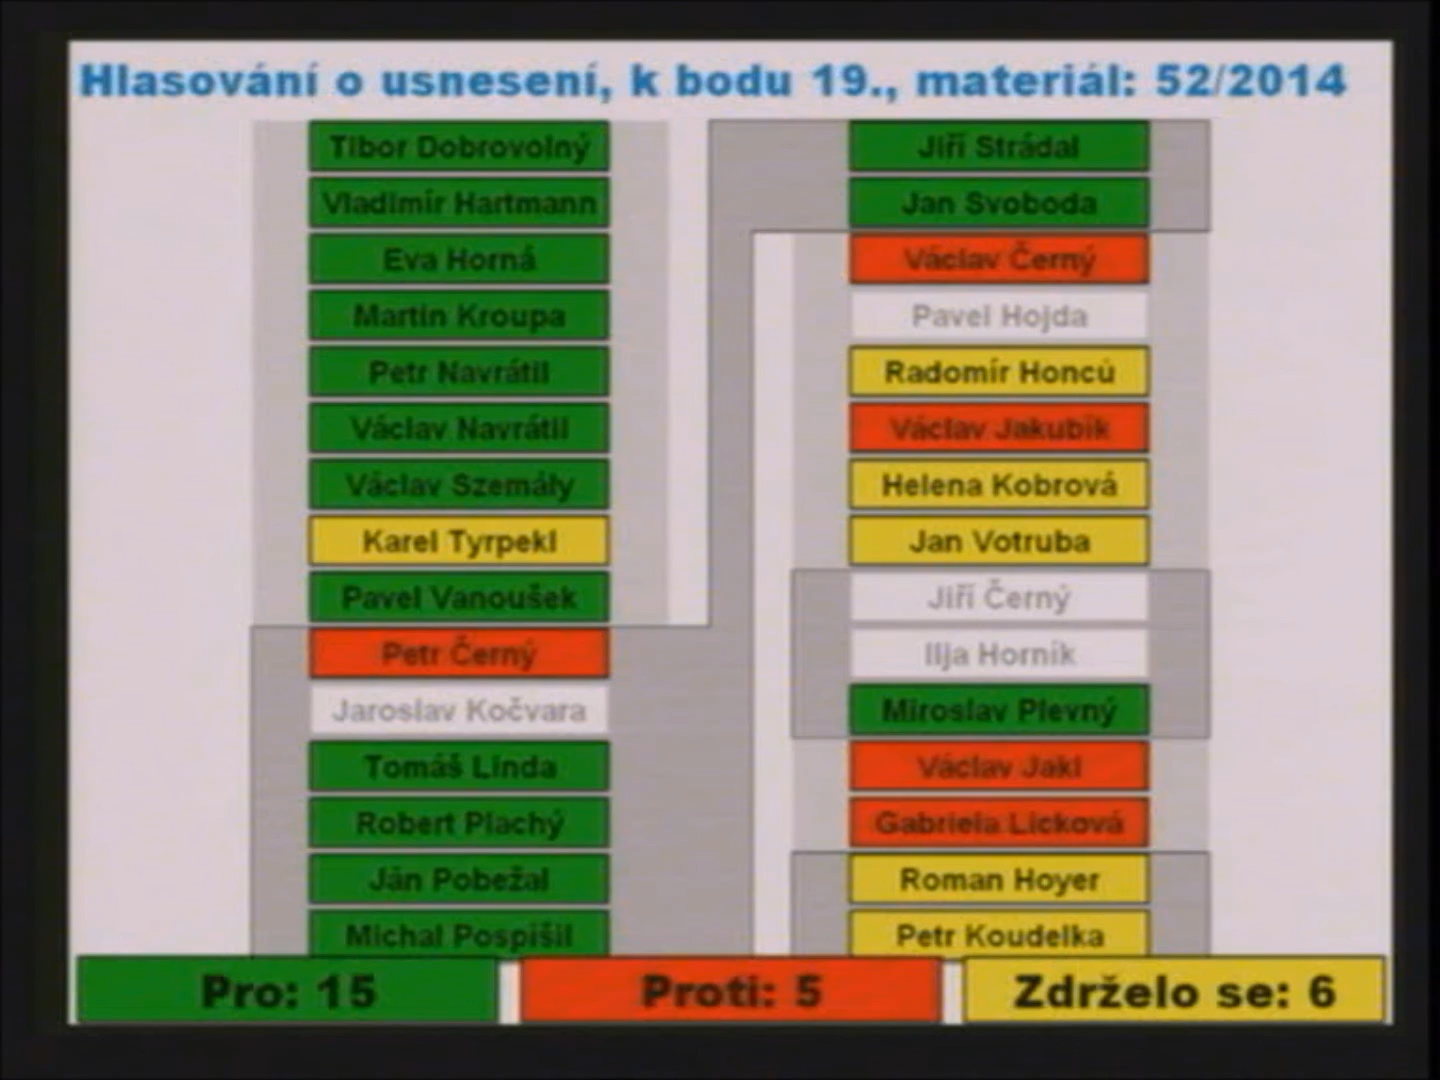 Hlasování o usnesení, k bodu 19., materiál: 52/2014
Tibor Dobrovolný
Vladimír Hartmann
Eva Horná
Martin Kroupa
Petr Navrátil
Václav Navrátil
Václav Szemály
Karel Tyrpekl
Pavel Vanoušek
Petr Černý
Jaroslav Kočvara
Tomáš Linda
Robert Plachý
Ján Pobežal
Michal Pospíšil
Jiří Strádal
Jan Svoboda
Václav Černý
Pavel Hojda
Radomír Honců
Václav Jakubík
Helena Kobrová
Jan Votruba
Jiří Černý
Ilja Horník
Miroslav Plevný
Václav Jakl
Gabriela Licková
Roman Hoyer
Petr Koudelka
Pro: 15
Proti: 5
Zdrželo se: 6